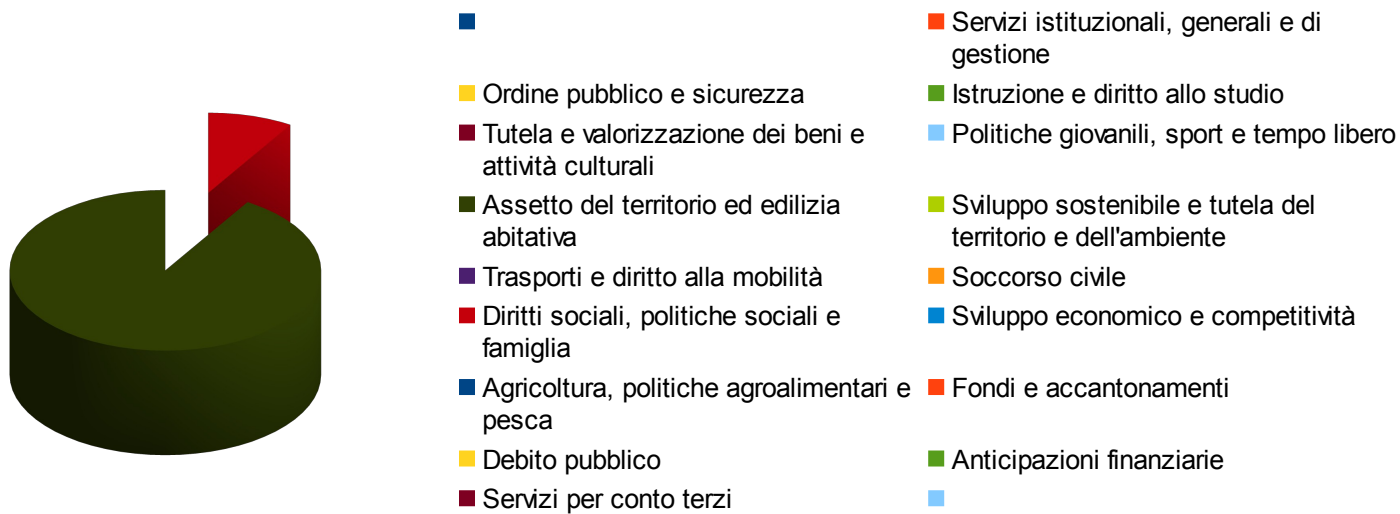 Servizi istituzionali, generali e di
gestione
Ordine pubblico e sicurezza
Istruzione e diritto allo studio
Tutela e valorizzazione dei beni e
attività culturali
Politiche giovanili, sport e tempo libero
Assetto del territorio ed edilizia
abitativa
Sviluppo sostenibile e tutela del
territorio e dell'ambiente
Trasporti e diritto alla mobilità
Soccorso civile
Diritti sociali, politiche sociali e
famiglia
Sviluppo economico e competitività
Agricoltura, politiche agroalimentari e
pesca
Fondi e accantonamenti
Debito pubblico
Anticipazioni finanziarie
Servizi per conto terzi